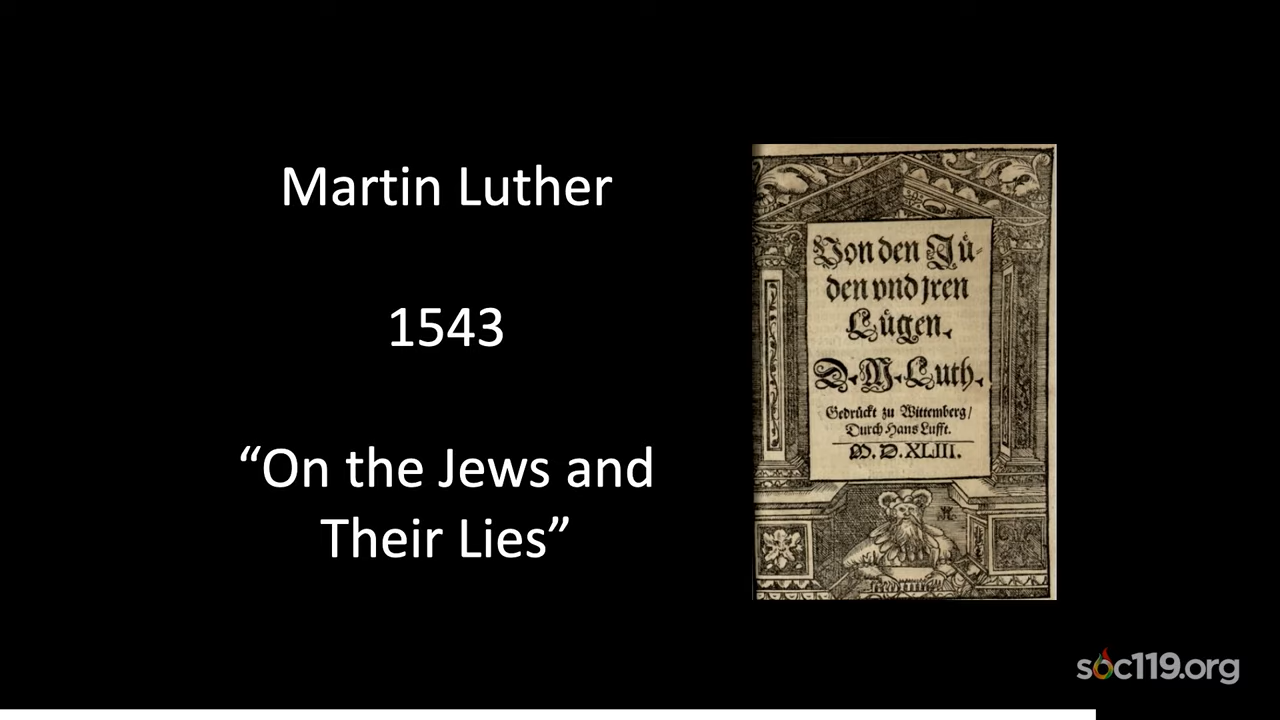 Martin Luther
1543
“On the Jews and
Their Lies”
Von den Jü-
den vnd jren
Lügen.
D. M. Luth.
Gedrückt zu Wittemberg/
Durch Hans Lufft.
M. D. XLIII.
soc119.org